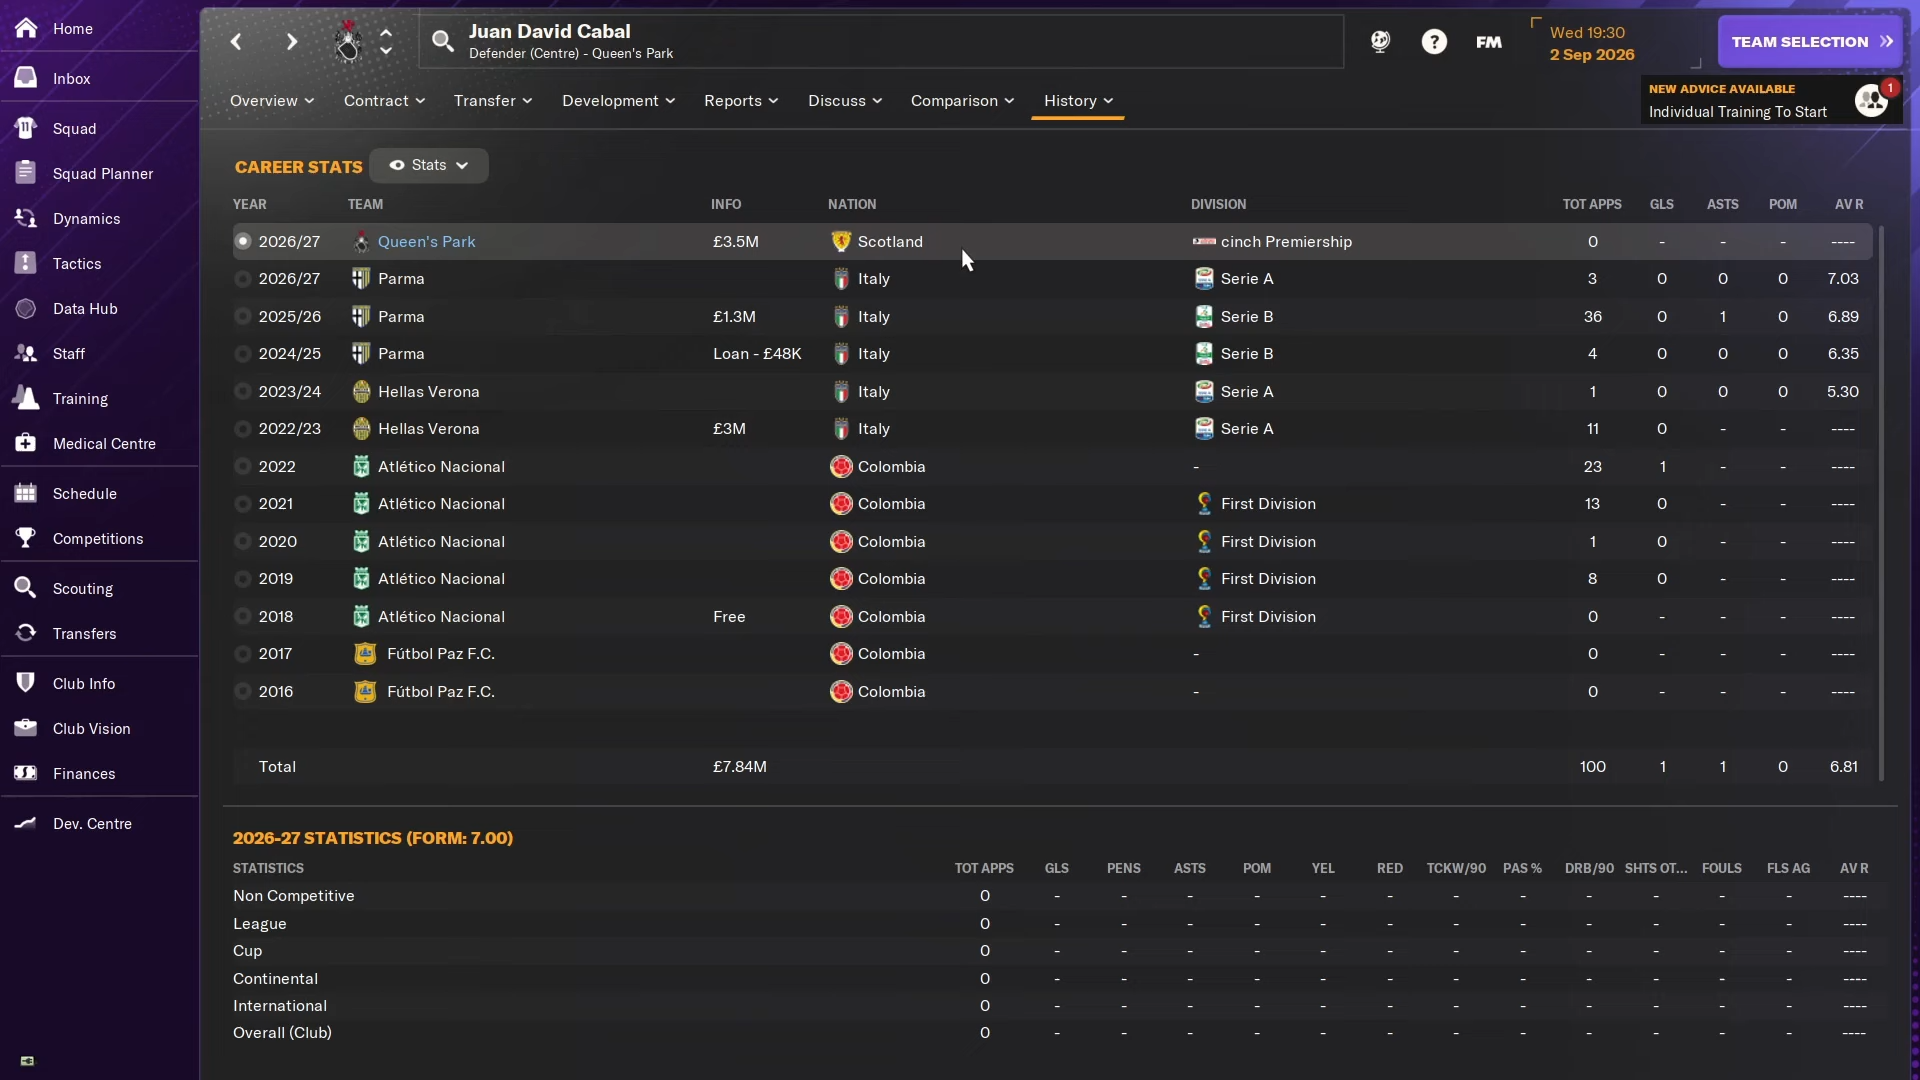 Home
Inbox
Squad
Squad Planner
Dynamics
Tactics
Data Hub
Staff
Training
Medical Centre
Schedule
Competitions
Scouting
Transfers
Club Info
Club Vision
Finances
Dev. Centre
Juan David Cabal
Defender (Centre) - Queen's Park
?
FM
Wed 19:30
2 Sep 2026
TEAM SELECTION
NEW ADVICE AVAILABLE
Individual Training To Start
1
Overview Contract Transfer Development Reports Discuss Comparison History
CAREER STATS Stats
YEAR TEAM INFO NATION DIVISION TOT APPS GLS ASTS POM AV R
2026/27 Queen's Park £3.5M Scotland cinch Premiership 0 - - - ----
2026/27 Parma Italy Serie A 3 0 0 0 7.03
2025/26 Parma £1.3M Italy Serie B 36 0 1 0 6.89
2024/25 Parma Loan - £48K Italy Serie B 4 0 0 0 6.35
2023/24 Hellas Verona Italy Serie A 1 0 0 0 5.30
2022/23 Hellas Verona £3M Italy Serie A 11 0 - - ----
2022 Atlético Nacional Colombia - 23 1 - - ----
2021 Atlético Nacional Colombia First Division 13 0 - - ----
2020 Atlético Nacional Colombia First Division 1 0 - - ----
2019 Atlético Nacional Colombia First Division 8 0 - - ----
2018 Atlético Nacional Free Colombia First Division 0 - - - ----
2017 Fútbol Paz F.C. Colombia - 0 - - - ----
2016 Fútbol Paz F.C. Colombia - 0 - - - ----
Total £7.84M 100 1 1 0 6.81
2026-27 STATISTICS (FORM: 7.00)
STATISTICS TOT APPS GLS PENS ASTS POM YEL RED TCKW/90 PAS % DRB/90 SHTS OT... FOULS FLS AG AV R
Non Competitive 0 - - - - - - - - - - - - ----
League 0 - - - - - - - - - - - - ----
Cup 0 - - - - - - - - - - - - ----
Continental 0 - - - - - - - - - - - - ----
International 0 - - - - - - - - - - - - ----
Overall (Club) 0 - - - - - - - - - - - - ----